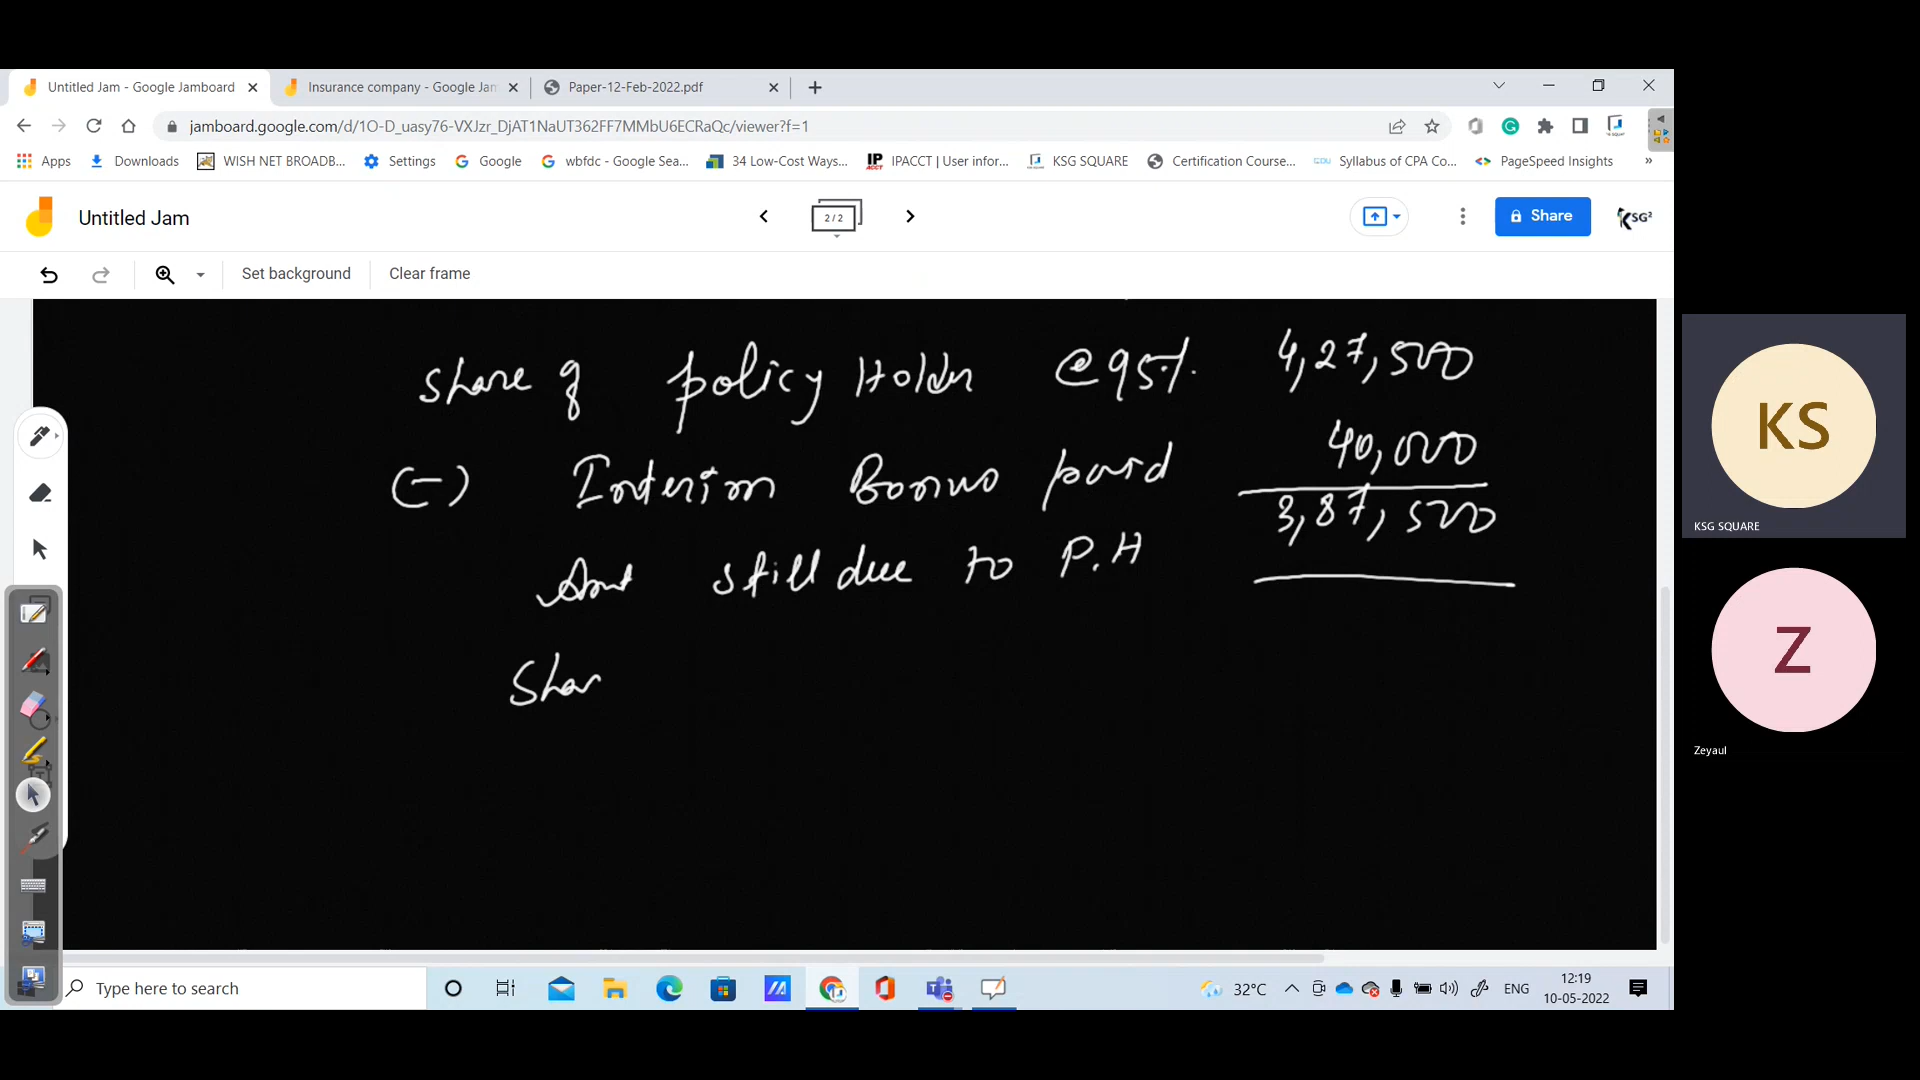 Untitled Jam - Google Jamboard
Insurance company - Google Jan
Paper-12-Feb-2022.pdf
jamboard.google.com/d/1O-D_uasy76-VXJzr_DjAT1NaUT362FF7MMbU6ECRaQc/viewer?f=1
Apps
Downloads
WISH NET BROADB...
Settings
Google
wbfdc - Google Sea...
34 Low-Cost Ways...
IPACCT | User infor...
KSG SQUARE
Certification Course...
Syllabus of CPA Co...
PageSpeed Insights
»
Untitled Jam
2 / 2
Share
KSG²
Set background
Clear frame
Share of policy Holder @95%. 4,27,500
(-) Interim Bonus paid 40,000
3,87,500
Amt still due to P.H
Shar
KS
KSG SQUARE
Z
Zeyaul
Type here to search
32°C
ENG
12:19
10-05-2022